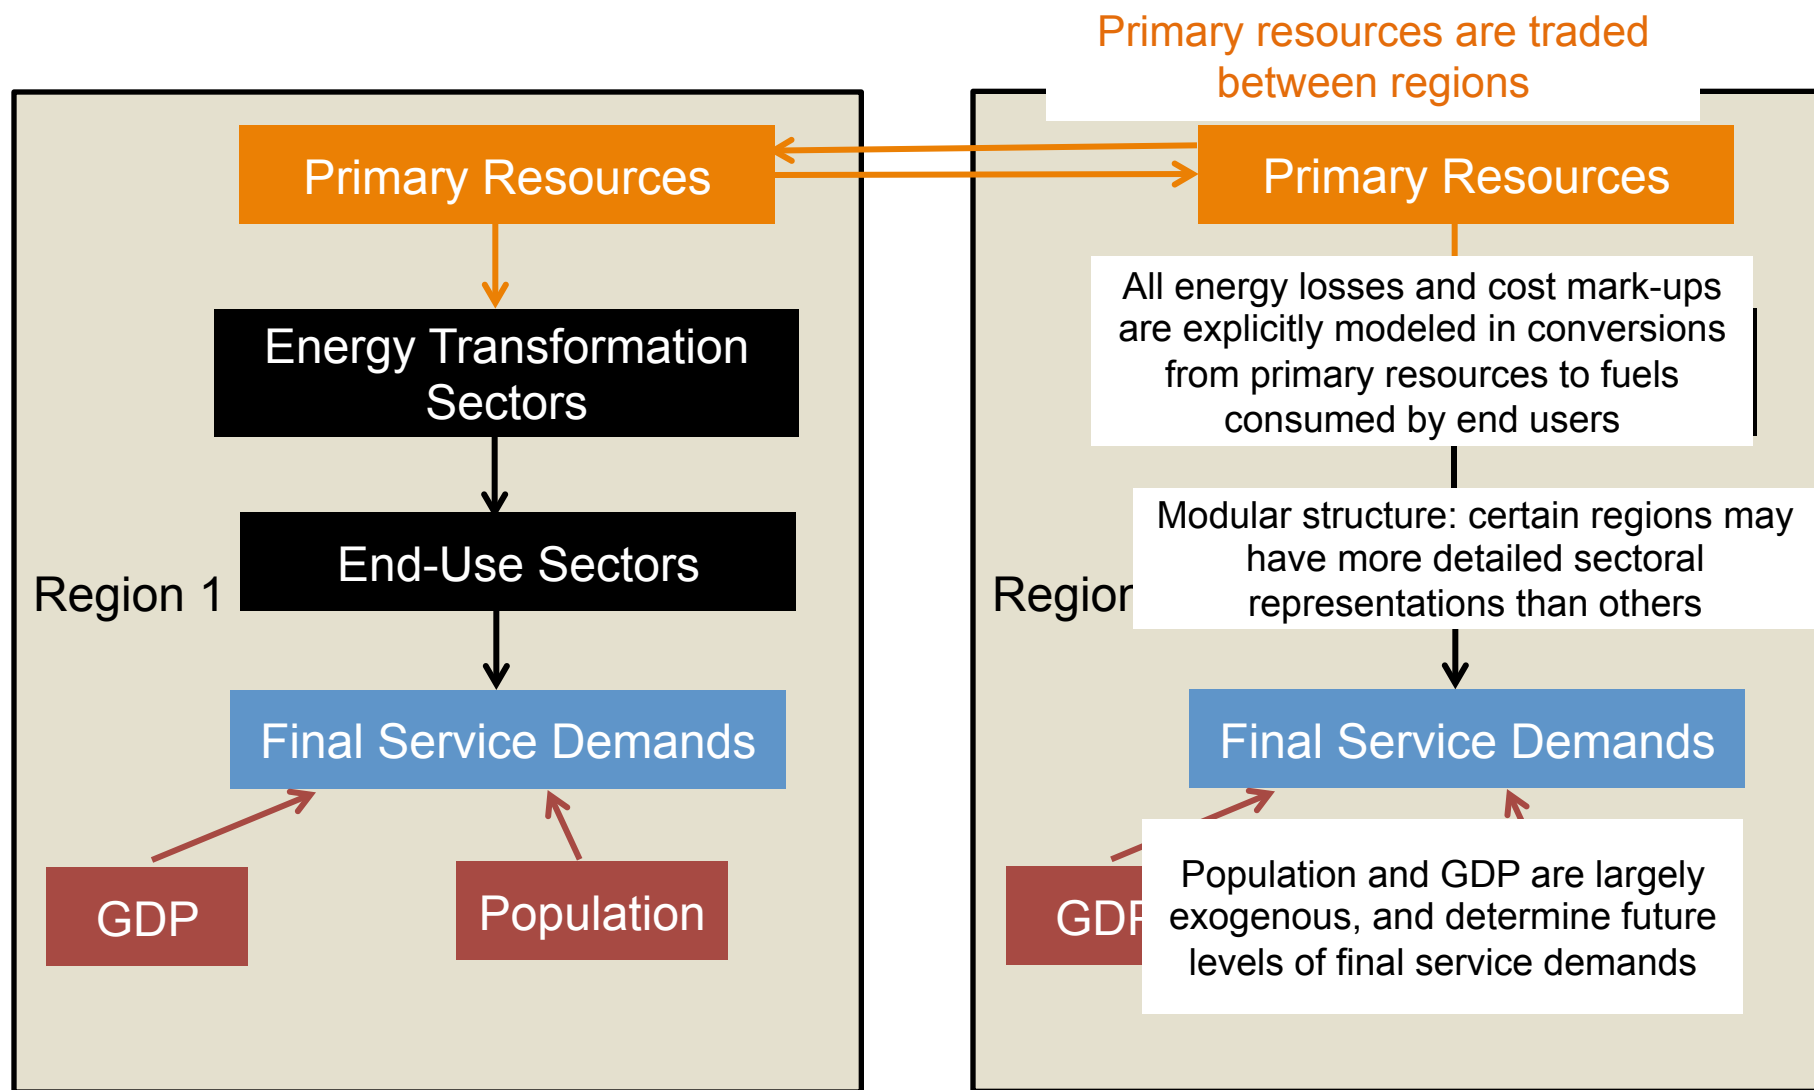 Primary resources are traded
between regions
Primary Resources
Energy Transformation
Sectors
End-Use Sectors
Region 1
Final Service Demands
GDP
Population
Primary Resources
All energy losses and cost mark-ups
are explicitly modeled in conversions
from primary resources to fuels
consumed by end users
Modular structure: certain regions may
have more detailed sectoral
representations than others
Region
Final Service Demands
Population and GDP are largely
exogenous, and determine future
levels of final service demands